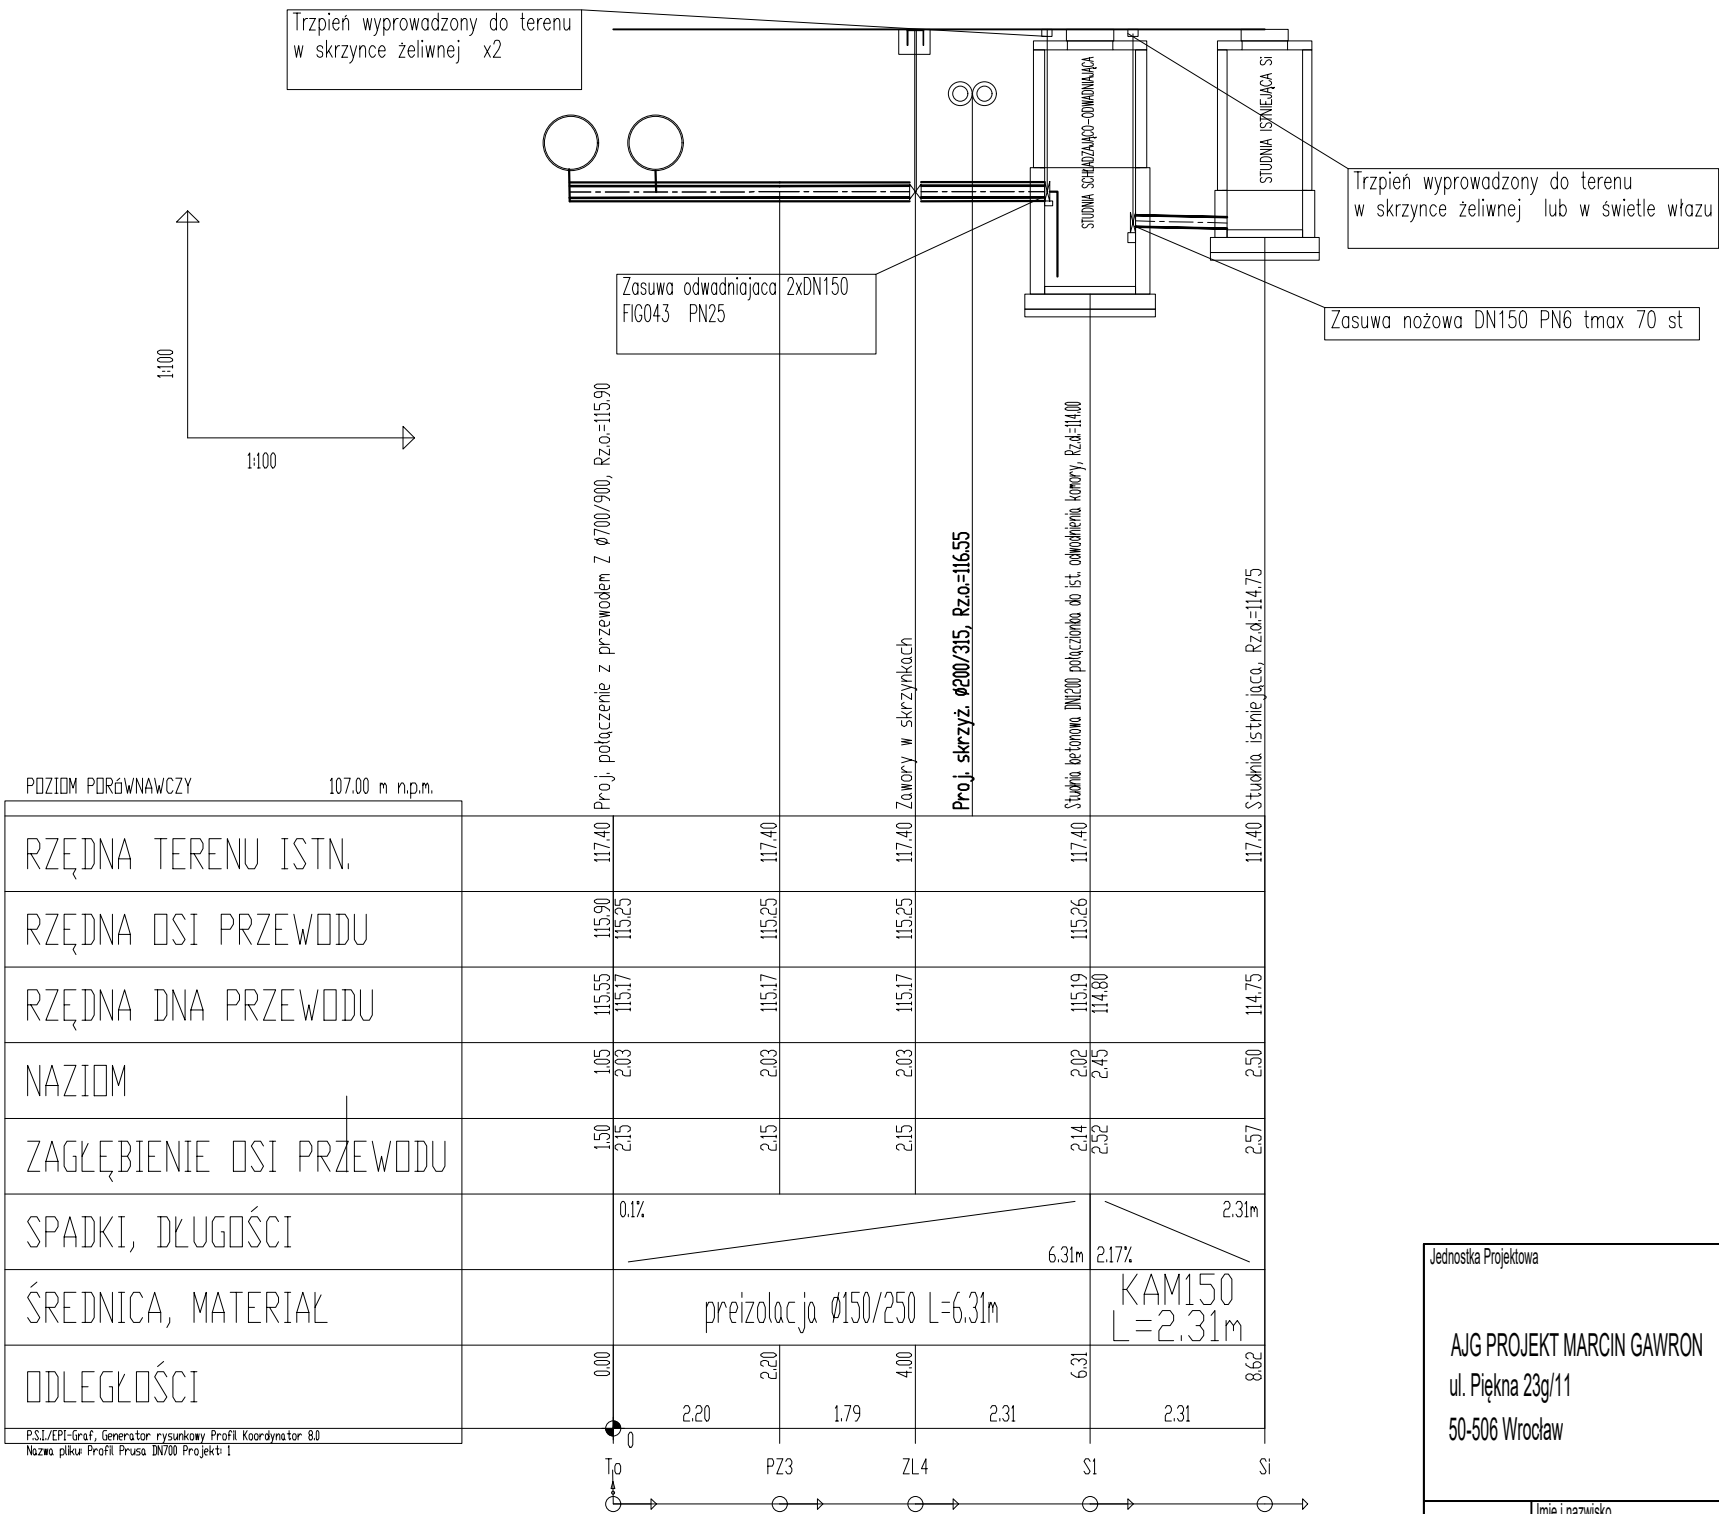 Trzpień wyprowadzony do terenu
w skrzynce żeliwnej x2
STUDNIA SCHŁADZAJĄCO-ODWADNIAJĄCA
STUDNIA ISTNIEJĄCA Si
Trzpień wyprowadzony do terenu
w skrzynce żeliwnej lub w świetle włazu
Zasuwa odwadniajaca 2xDN150
FIG043 PN25
Zasuwa nożowa DN150 PN6 tmax 70 st
1:100
1:100
Proj. połączenie z przewodem Z ø700/900, Rz.o.=115.90
Zawory w skrzynkach
Proj. skrzyż. ø200/315, Rz.o.=116.55
Studnia betonowa DN1200 połączionba do ist. odwodnienia komory, Rz.d.=114.00
Studnia istniejąca, Rz.d.=114.75
POZIOM PORóWNAWCZY 107.00 m n.p.m.
RZĘDNA TERENU ISTN. 117.40 117.40 117.40 117.40 117.40
RZĘDNA OSI PRZEWODU 115.90 115.25 115.25 115.25 115.26
RZĘDNA DNA PRZEWODU 115.55 115.17 115.17 115.17 115.19 114.80 114.75
NAZIOM 1.05 2.03 2.03 2.03 2.02 2.45 2.50
ZAGŁĘBIENIE OSI PRZEWODU 1.50 2.15 2.15 2.15 2.14 2.52 2.57
SPADKI, DŁUGOŚCI 0.1% 6.31m 2.17% 2.31m
ŚREDNICA, MATERIAŁ preizolacja Ø150/250 L=6.31m KAM150
L=2.31m
ODLEGŁOŚCI 0.00 2.20 4.00 6.31 8.62
2.20 1.79 2.31 2.31
P.S.I./EPI-Graf, Generator rysunkowy Profil Koordynator 8.0
Nazwa pliku: Profil Prusa DN700 Projekt: 1
0
To PZ3 ZL4 S1 Si
Jednostka Projektowa
AJG PROJEKT MARCIN GAWRON
ul. Piękna 23g/11
50-506 Wrocław
Imię i nazwisko